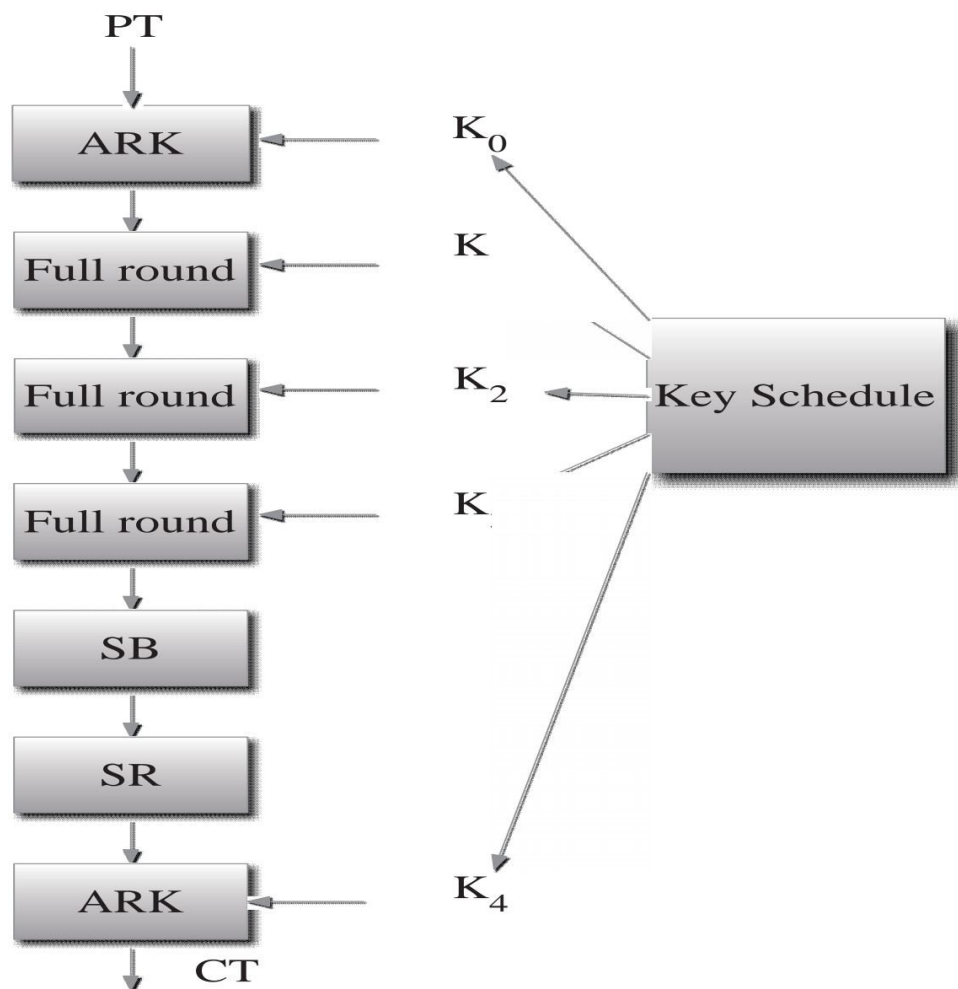 PT
ARK
K0
Full round
K
Full round
K2
Key Schedule
Full round
K
SB
SR
ARK
K4
CT